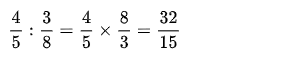 4/5 : 3/8 = 4/5 × 8/3 = 32/15